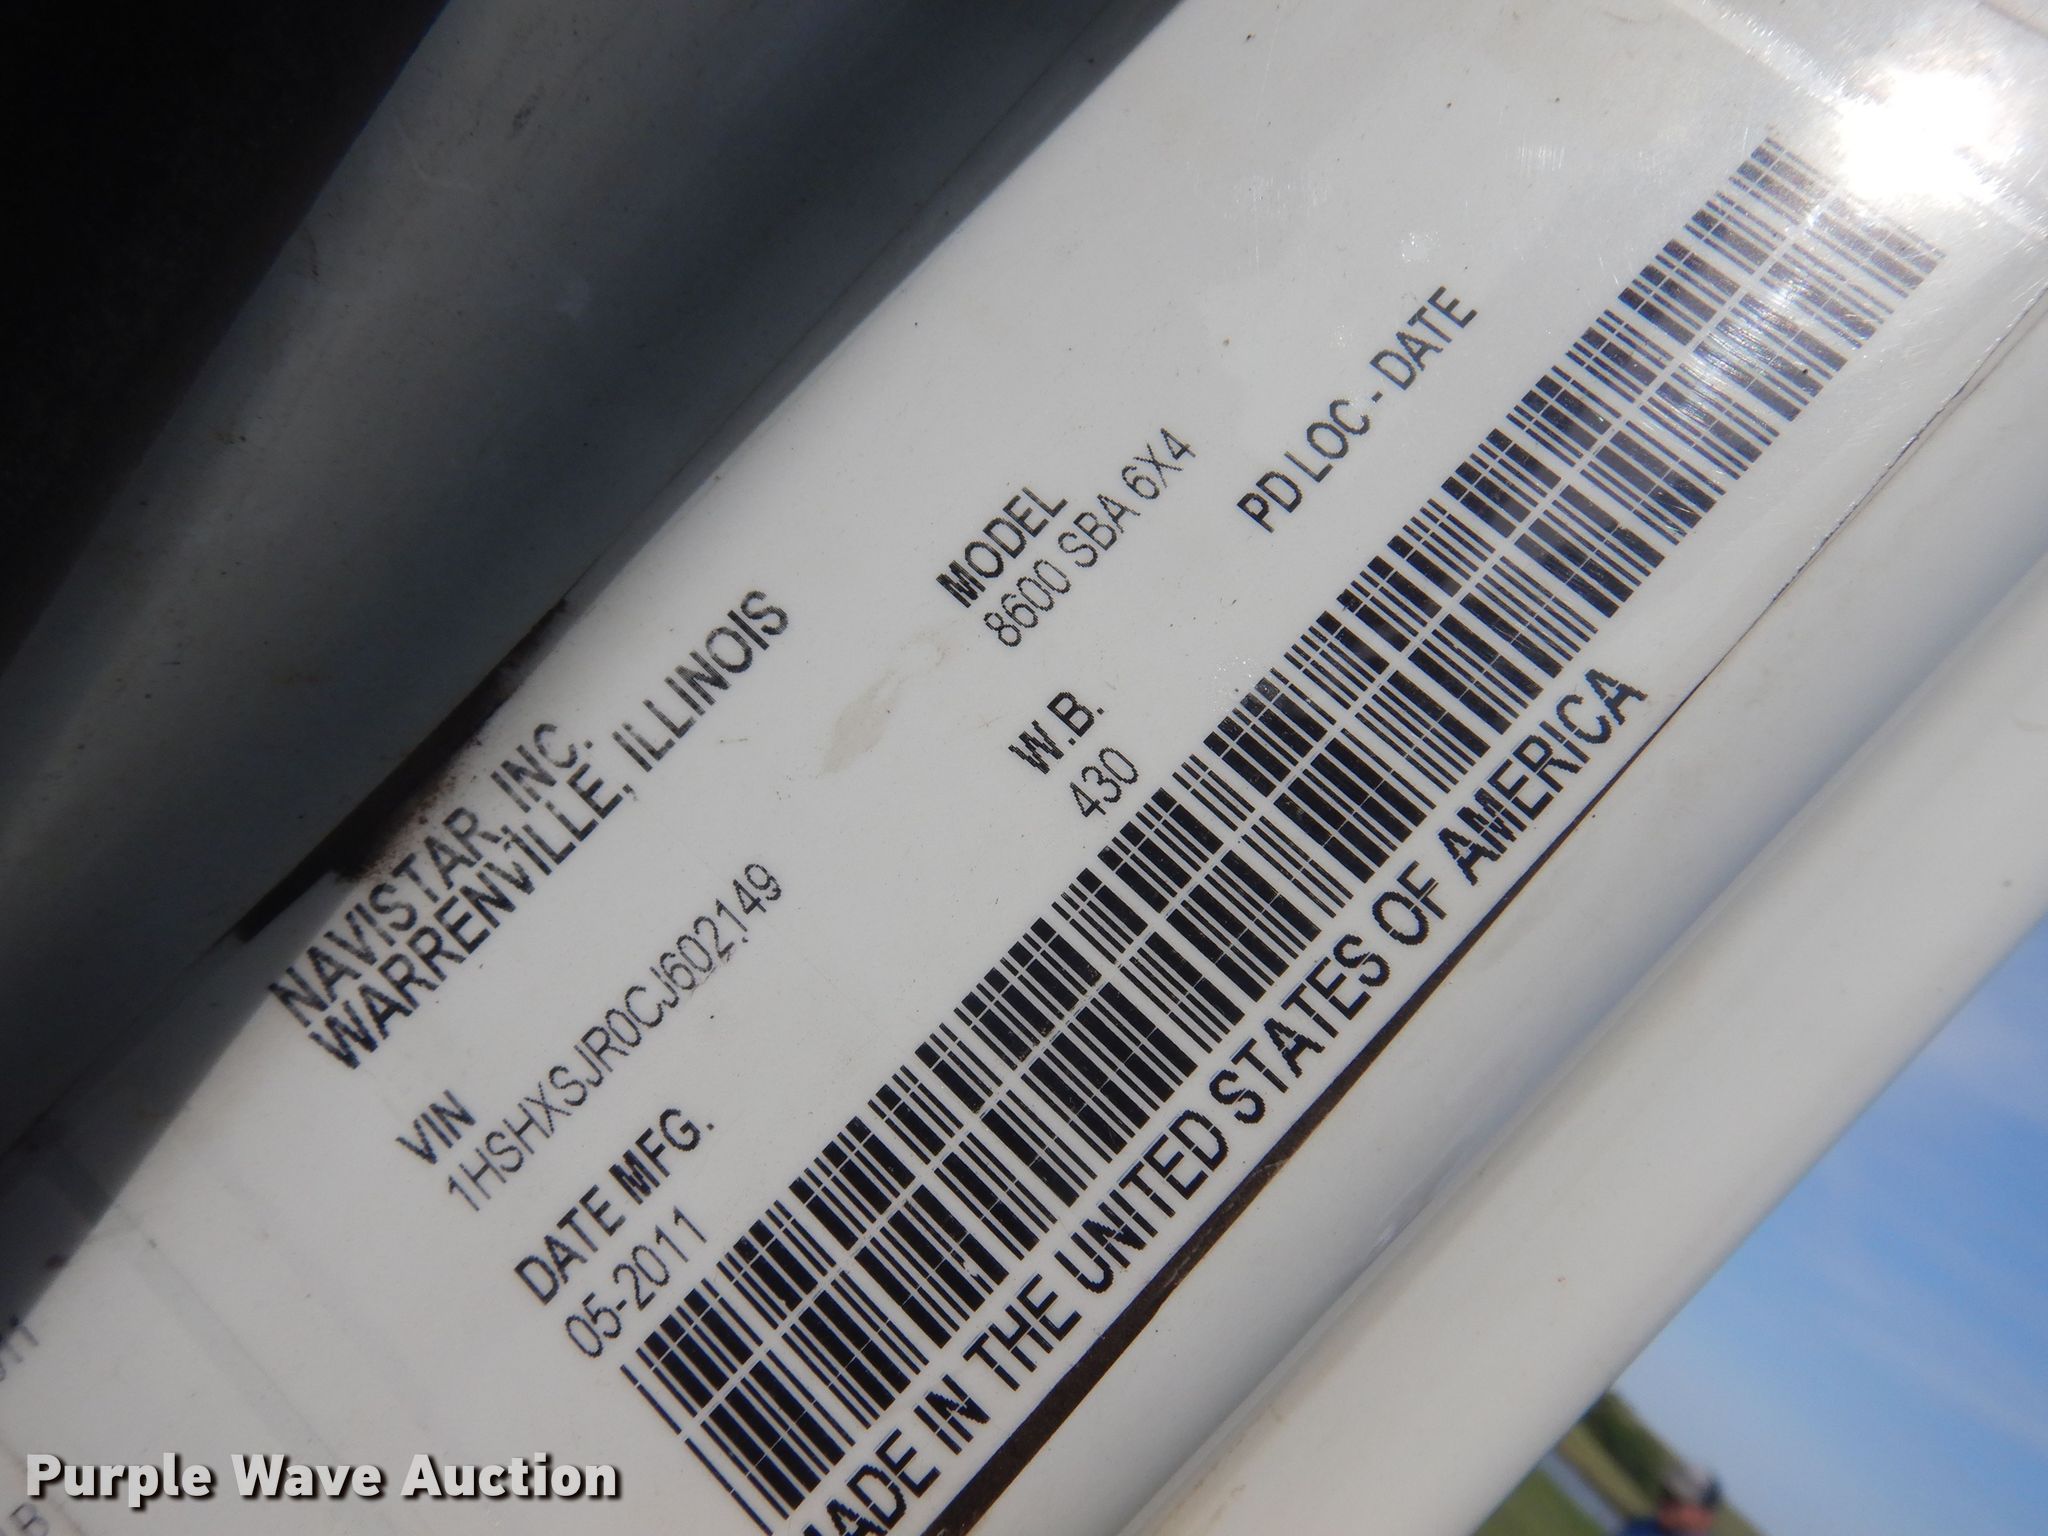 NAVISTAR, INC.
WARRENVILLE, ILLINOIS
VIN
1HSHXSJR0CJ602149
MODEL
8600 SBA 6X4
DATE MFG.
05-2011
W.B.
430
PD LOC - DATE
MADE IN THE UNITED STATES OF AMERICA
Purple Wave Auction